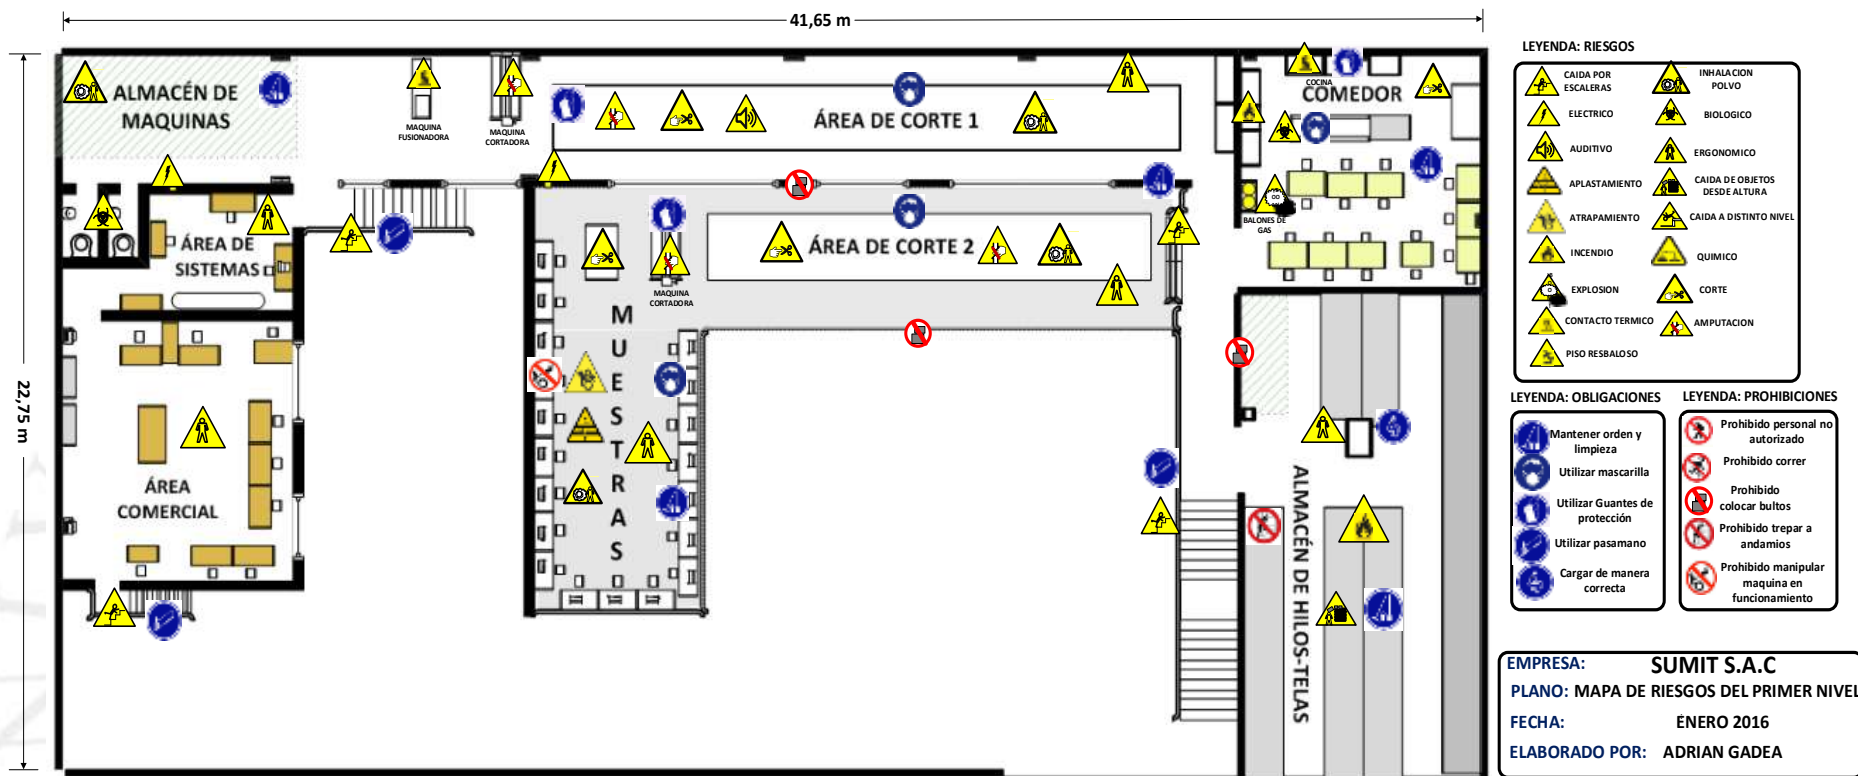 41,65 m
22,75 m
ALMACÉN DE
MAQUINAS
MAQUINA
FUSIONADORA
MAQUINA
CORTADORA
ÁREA DE CORTE 1
COCINA
COMEDOR
BALONES DE
GAS
ÁREA DE
SISTEMAS
ÁREA DE CORTE 2
MAQUINA
CORTADORA
MUESTRAS
ÁREA
COMERCIAL
ALMACÉN DE HILOS-TELAS
LEYENDA: RIESGOS
CAIDA POR
ESCALERAS
ELECTRICO
AUDITIVO
APLASTAMIENTO
ATRAPAMIENTO
INCENDIO
EXPLOSION
CONTACTO TERMICO
PISO RESBALOSO
INHALACION
POLVO
BIOLOGICO
ERGONOMICO
CAIDA DE OBJETOS
DESDE ALTURA
CAIDA A DISTINTO NIVEL
QUIMICO
CORTE
AMPUTACION
LEYENDA: OBLIGACIONES
Mantener orden y
limpieza
Utilizar mascarilla
Utilizar Guantes de
protección
Utilizar pasamano
Cargar de manera
correcta
LEYENDA: PROHIBICIONES
Prohibido personal no
autorizado
Prohibido correr
Prohibido
colocar bultos
Prohibido trepar a
andamios
Prohibido manipular
maquina en
funcionamiento
EMPRESA: SUMIT S.A.C
PLANO: MAPA DE RIESGOS DEL PRIMER NIVEL
FECHA: ENERO 2016
ELABORADO POR: ADRIAN GADEA